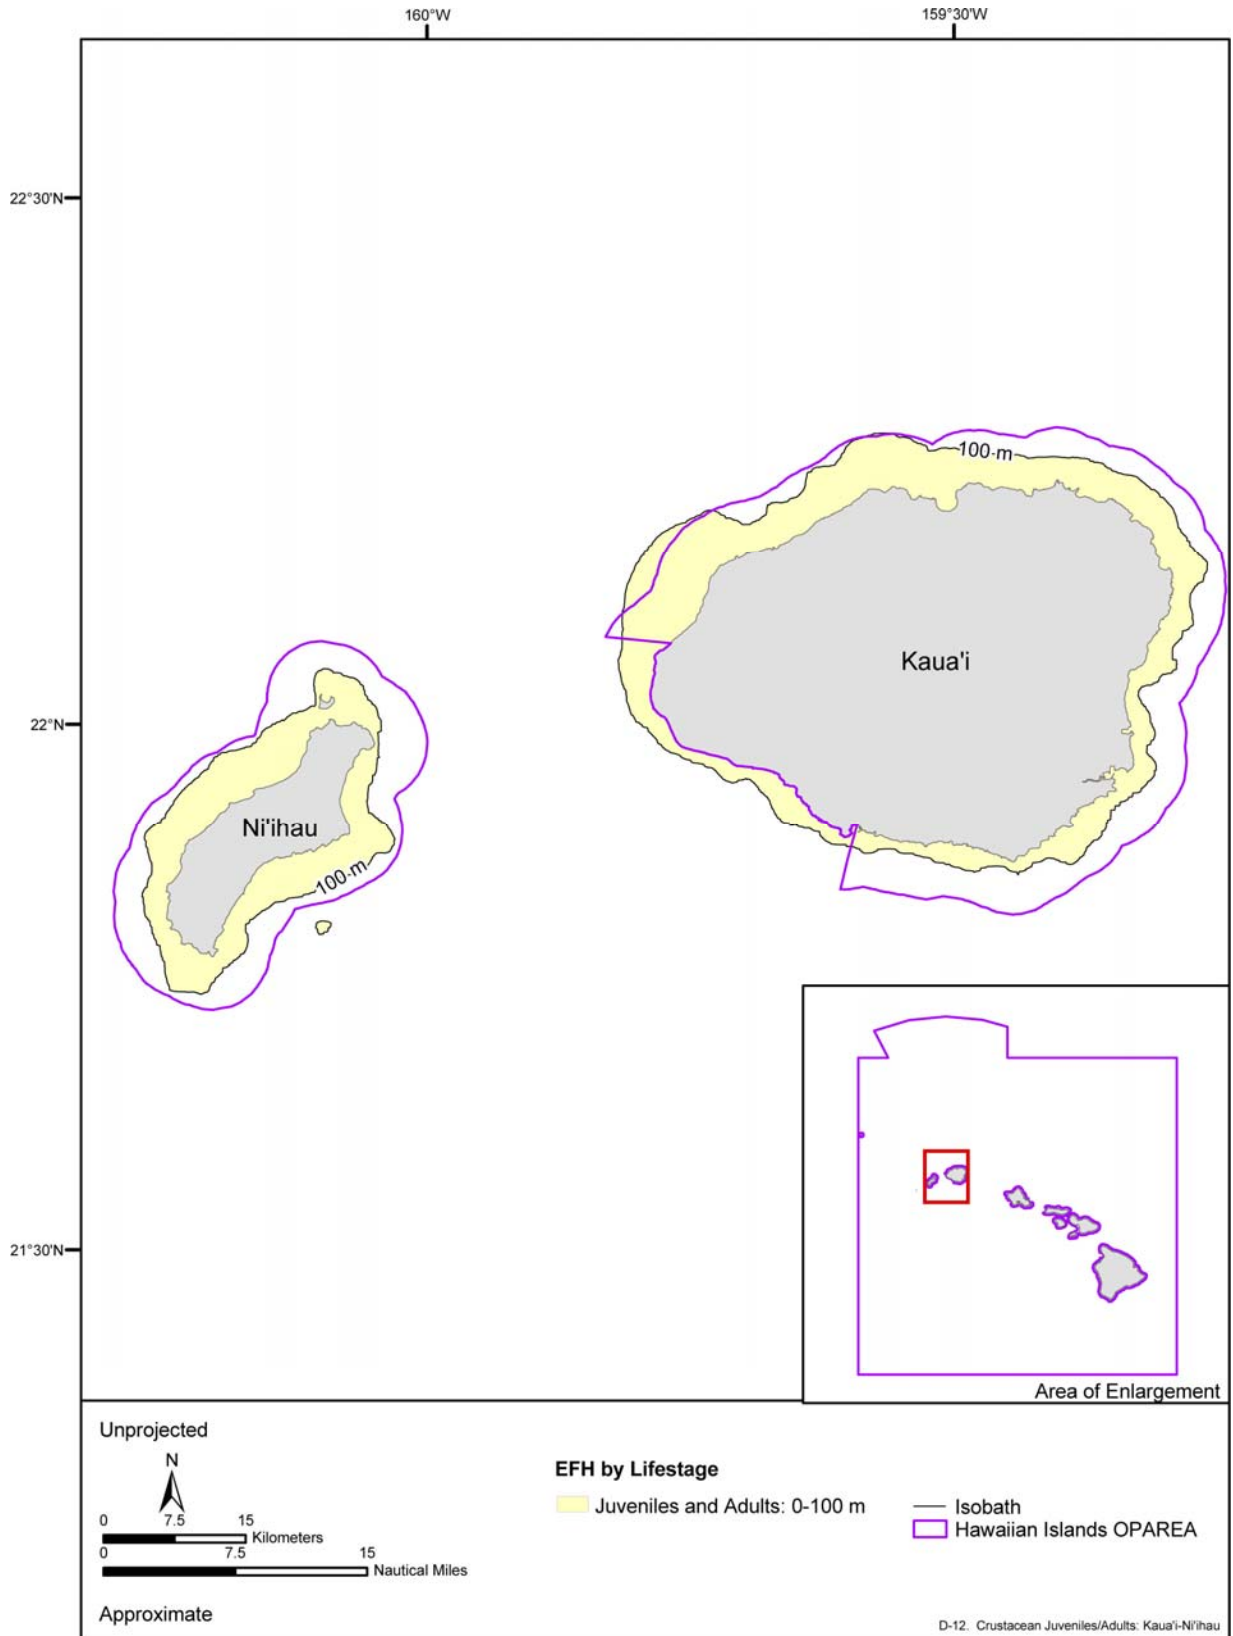 160°W
159°30'W
22°30'N
100-m
Kaua'i
22°N
Ni'ihau
100-m
21°30'N
Area of Enlargement
Unprojected
N
0 7.5 15
Kilometers
0 7.5 15
Nautical Miles
Approximate
EFH by Lifestage
Juveniles and Adults: 0-100 m
Isobath
Hawaiian Islands OPAREA
D-12. Crustacean Juveniles/Adults: Kaua'i-Ni'ihau